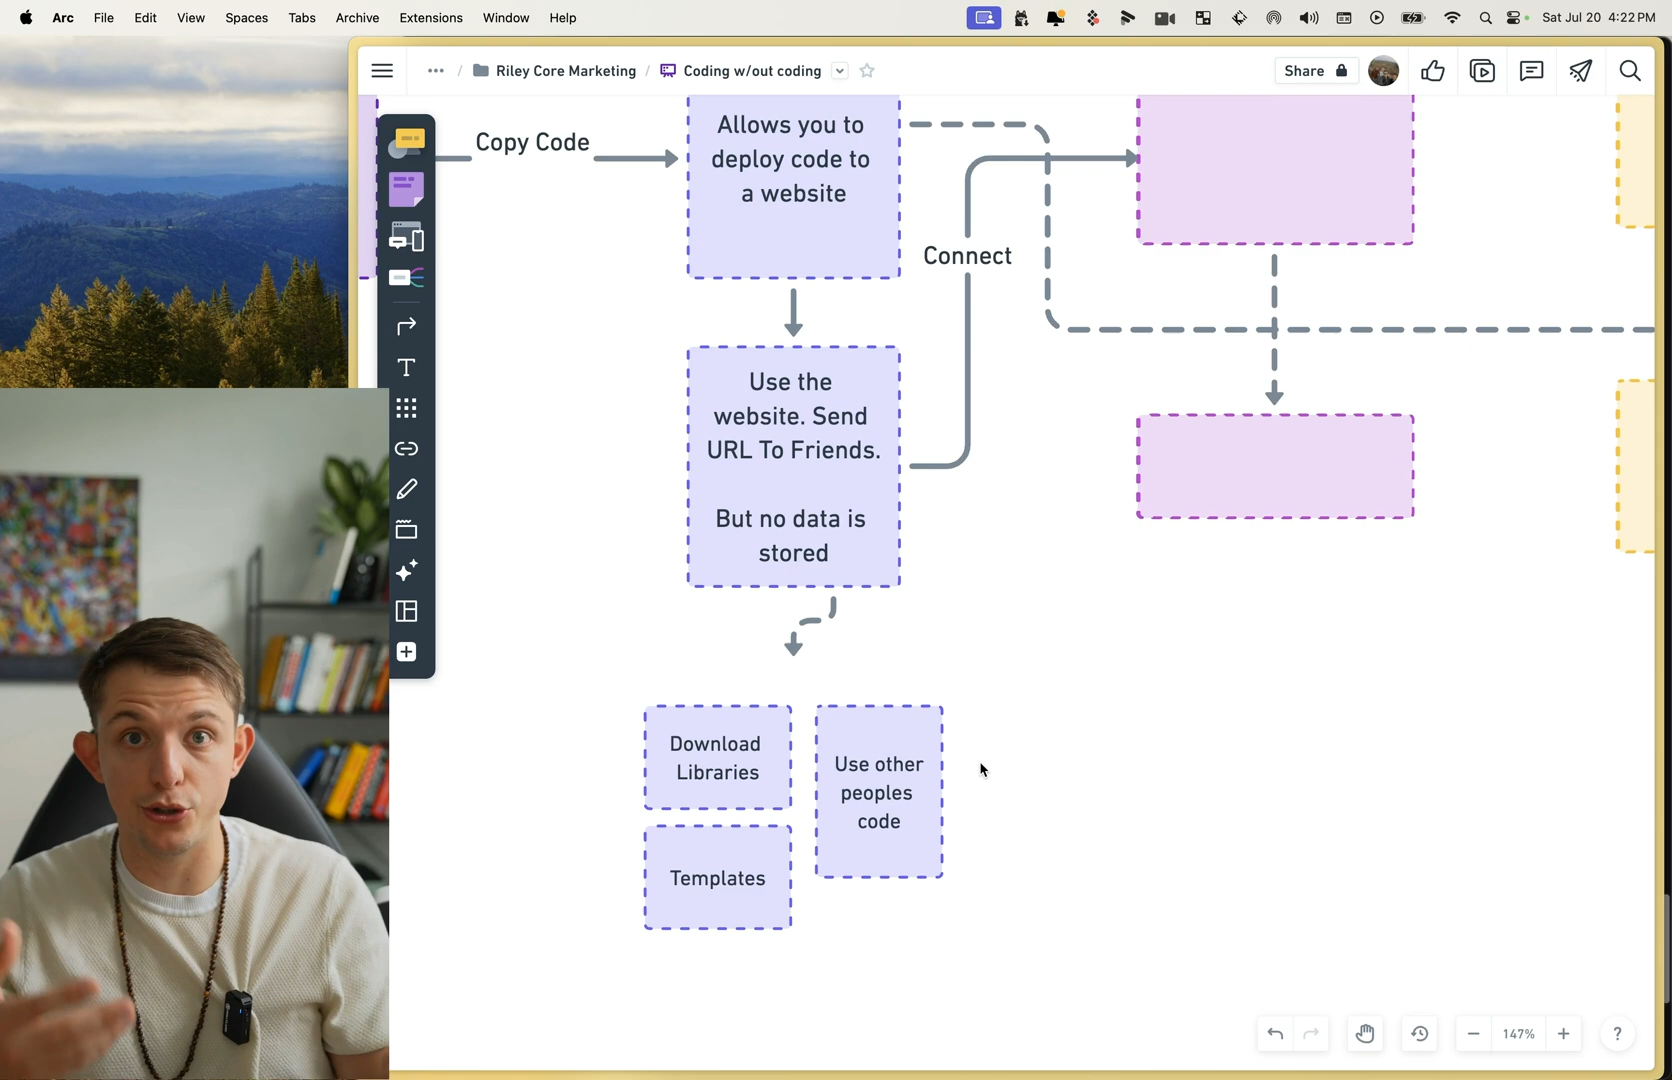 Arc File Edit View Spaces Tabs Archive Extensions Window Help
Sat Jul 20 4:22 PM
... / Riley Core Marketing / Coding w/out coding
Share
Copy Code
Allows you to
deploy code to
a website
Connect
Use the
website. Send
URL To Friends.
But no data is
stored
Download
Libraries
Use other
peoples
code
Templates
147%
?